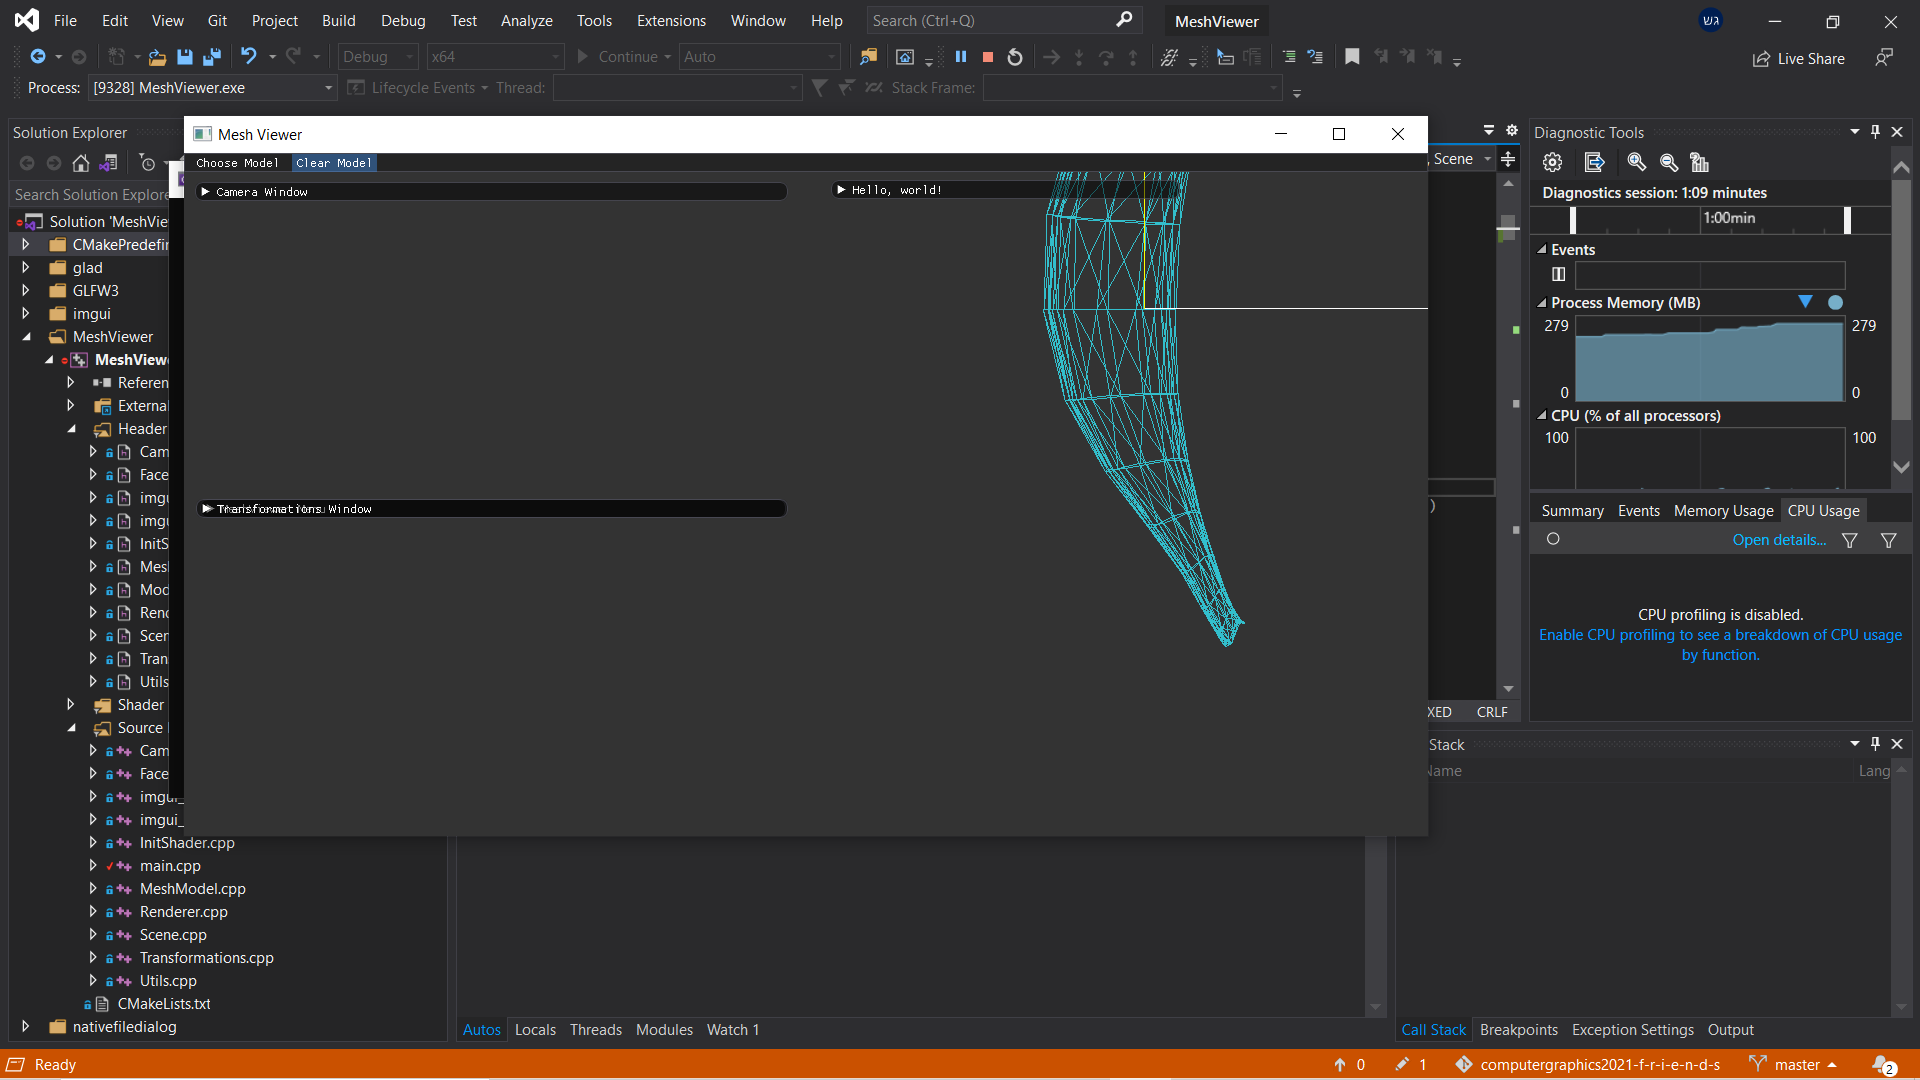 File Edit View Git Project Build Debug Test Analyze Tools Extensions Window Help Search (Ctrl+Q) MeshViewer גש
Debug x64 Continue Auto Live Share
Process: [9328] MeshViewer.exe Lifecycle Events Thread: Stack Frame:
Solution Explorer
Search Solution Explore
Solution 'MeshVie
CMakePredefin
glad
GLFW3
imgui
MeshViewer
MeshViewe
Referen
External
Header
Cam
Face
imgu
imgu
InitS
Mesh
Mod
Rend
Scen
Tran
Utils
Shader
Source
Cam
Face
imgui_
imgui_
InitShader.cpp
main.cpp
MeshModel.cpp
Renderer.cpp
Scene.cpp
Transformations.cpp
Utils.cpp
CMakeLists.txt
nativefiledialog
Mesh Viewer
Choose Model Clear Model
Camera Window
Hello, world!
Transformations Window
Scene
)
XED CRLF
Diagnostic Tools
Diagnostics session: 1:09 minutes
1:00min
Events
Process Memory (MB)
279 279
0 0
CPU (% of all processors)
100 100
Summary Events Memory Usage CPU Usage
Open details...
CPU profiling is disabled.
Enable CPU profiling to see a breakdown of CPU usage
by function.
Stack
Name Lang
Autos Locals Threads Modules Watch 1
Call Stack Breakpoints Exception Settings Output
Ready 0 1 computergraphics2021-f-r-i-e-n-d-s master 2